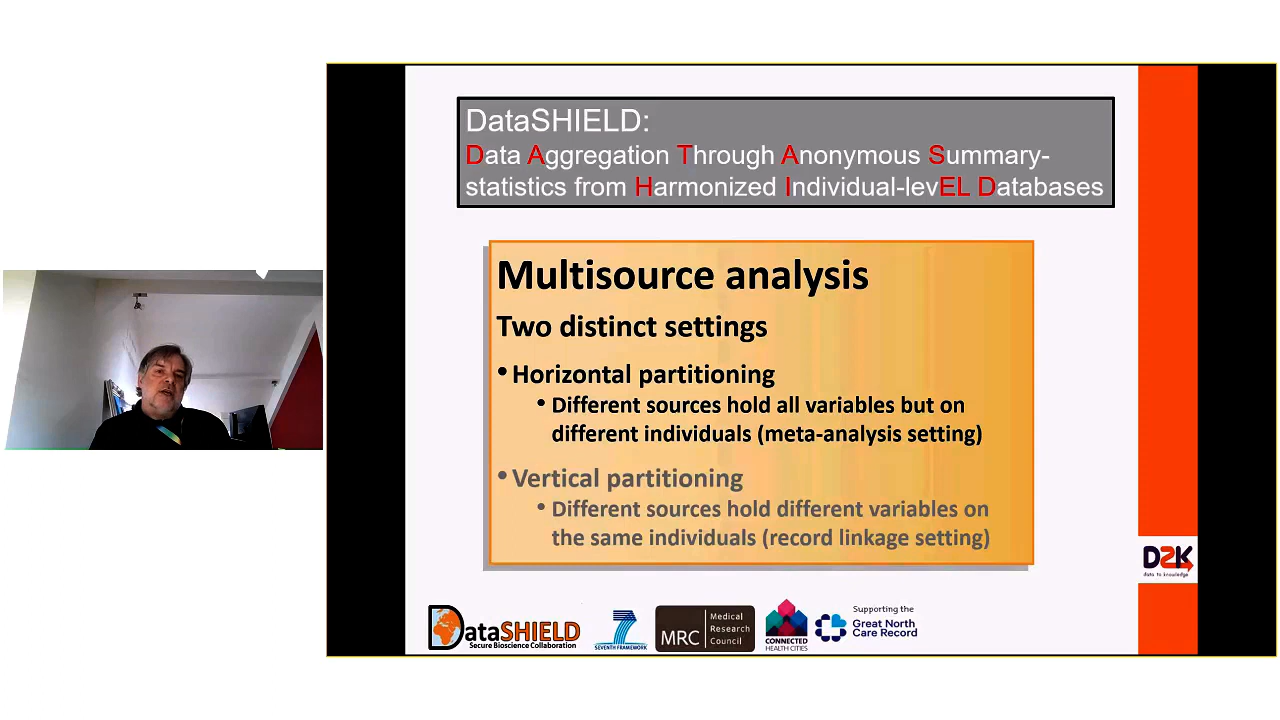 DataSHIELD:
Data Aggregation Through Anonymous Summary-
statistics from Harmonized Individual-levEL Databases
Multisource analysis
Two distinct settings
• Horizontal partitioning
• Different sources hold all variables but on
different individuals (meta-analysis setting)
• Vertical partitioning
• Different sources hold different variables on
the same individuals (record linkage setting)
D2K
data to knowledge
DataSHIELD
Secure Bioscience Collaboration
SEVENTH FRAMEWORK
MRC
Medical
Research
Council
CONNECTED
HEALTH CITIES
Supporting the
Great North
Care Record